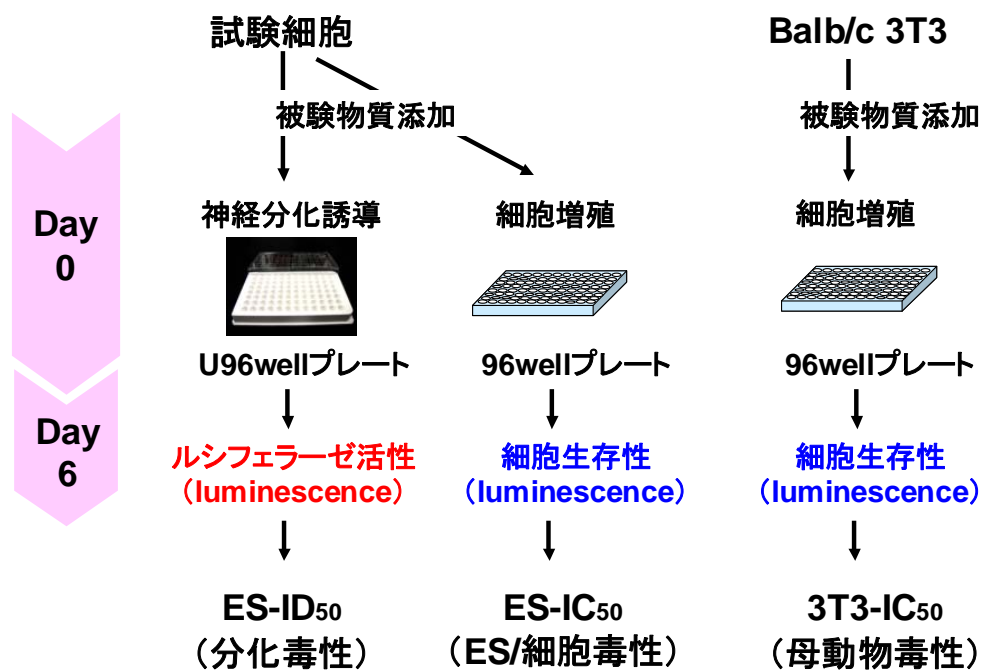 試験細胞
Balb/c 3T3
被験物質添加
被験物質添加
Day
0
神経分化誘導
細胞増殖
細胞増殖
U96wellプレート
96wellプレート
96wellプレート
Day
6
ルシフェラーゼ活性
（luminescence）
細胞生存性
（luminescence）
細胞生存性
（luminescence）
ES-ID50
（分化毒性）
ES-IC50
（ES/細胞毒性）
3T3-IC50
（母動物毒性）